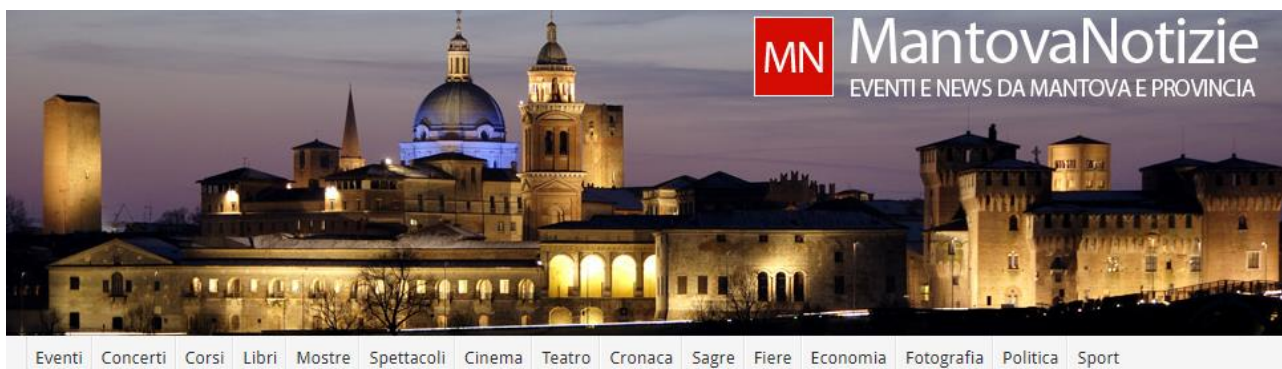 MN
MantovaNotizie
EVENTI E NEWS DA MANTOVA E PROVINCIA
Eventi Concerti Corsi Libri Mostre Spettacoli Cinema Teatro Cronaca Sagre Fiere Economia Fotografia Politica Sport